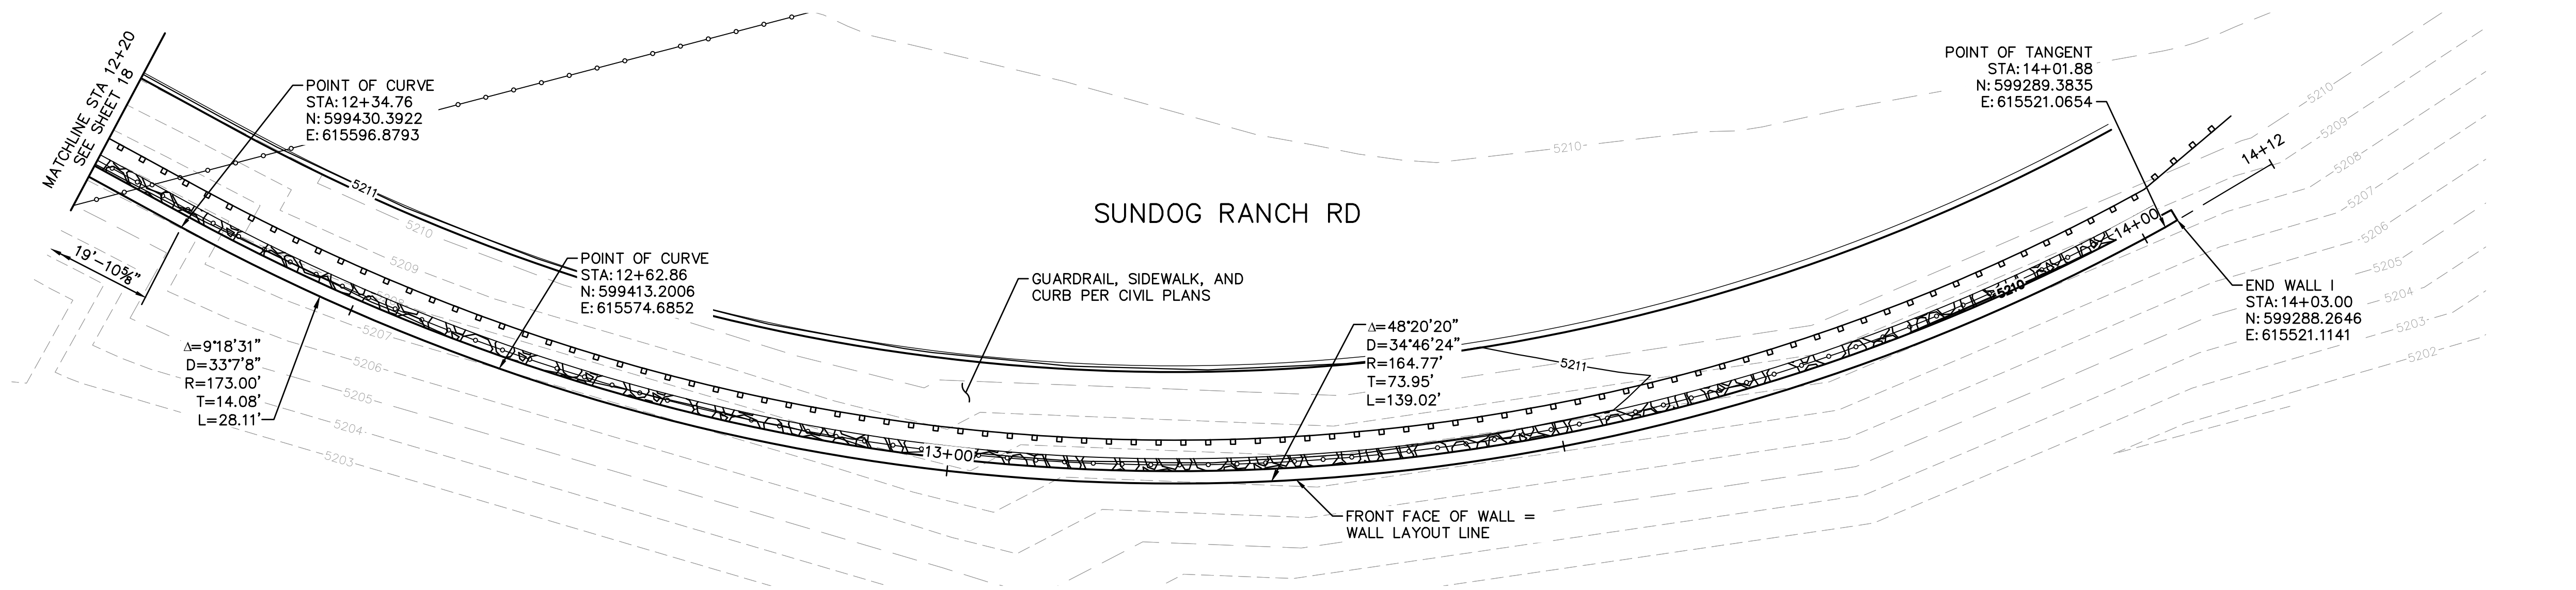 MATCHLINE STA 12+20
SEE SHEET 18
POINT OF CURVE
STA:12+34.76
N:599430.3922
E:615596.8793
POINT OF TANGENT
STA:14+01.88
N:599289.3835
E:615521.0654
5210
5210
5209
5208
5207
5206
5205
5204
5203
5202
14+12
14+00
5211
5210
5209
SUNDOG RANCH RD
19'-10⅝"
POINT OF CURVE
STA:12+62.86
N:599413.2006
E:615574.6852
GUARDRAIL, SIDEWALK, AND
CURB PER CIVIL PLANS
5210
END WALL I
STA:14+03.00
N:599288.2646
E:615521.1141
Δ=9°18'31"
D=33°7'8"
R=173.00'
T=14.08'
L=28.11'
5207
5206
5205
5204
5203
Δ=48°20'20"
D=34°46'24"
R=164.77'
T=73.95'
L=139.02'
5211
13+00
FRONT FACE OF WALL =
WALL LAYOUT LINE